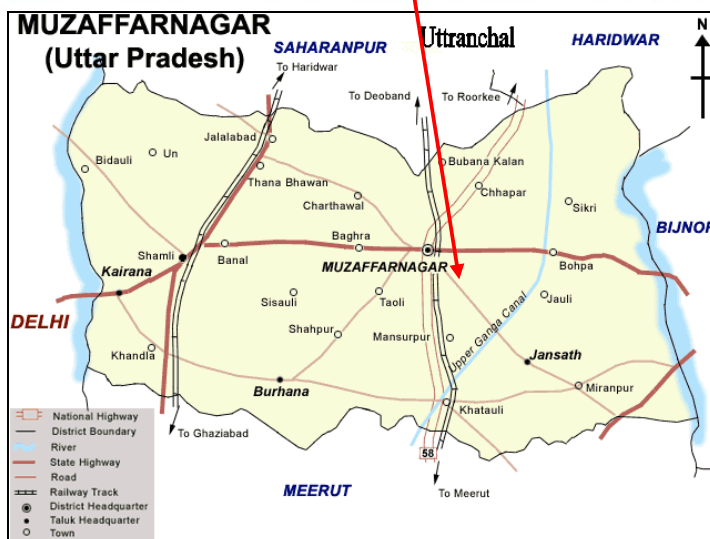 MUZAFFARNAGAR
(Uttar Pradesh)
SAHARANPUR
Uttranchal
HARIDWAR
N
To Haridwar
To Deoband
To Roorkee
Jalalabad
Un
Bidauli
Bubana Kalan
Thana Bhawan
Chhapar
Charthawal
Sikri
BIJNOR
Baghra
Shamli
Banal
Bohpa
Kairana
MUZAFFARNAGAR
Sisauli
Taoli
Jauli
DELHI
Shahpur
Mansurpur
Upper Ganga Canal
Khandla
Jansath
Burhana
Miranpur
Khatauli
To Ghaziabad
58
MEERUT
To Meerut
National Highway
District Boundary
River
State Highway
Road
Railway Track
District Headquarter
Taluk Headquarter
Town